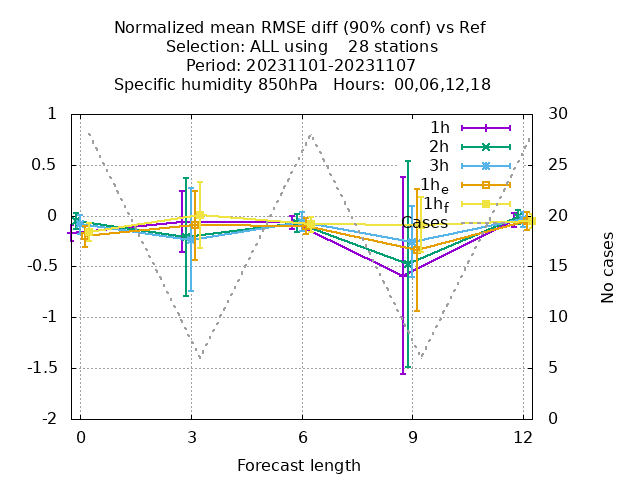 Normalized mean RMSE diff (90% conf) vs Ref
Selection: ALL using    28 stations
Period: 20231101-20231107
Specific humidity 850hPa   Hours: 00,06,12,18
1h
2h
3h
1h_e
1h_f
Cases
1
0.5
0
-0.5
-1
-1.5
-2
30
25
20
15
10
5
0
No cases
0
3
6
9
12
Forecast length